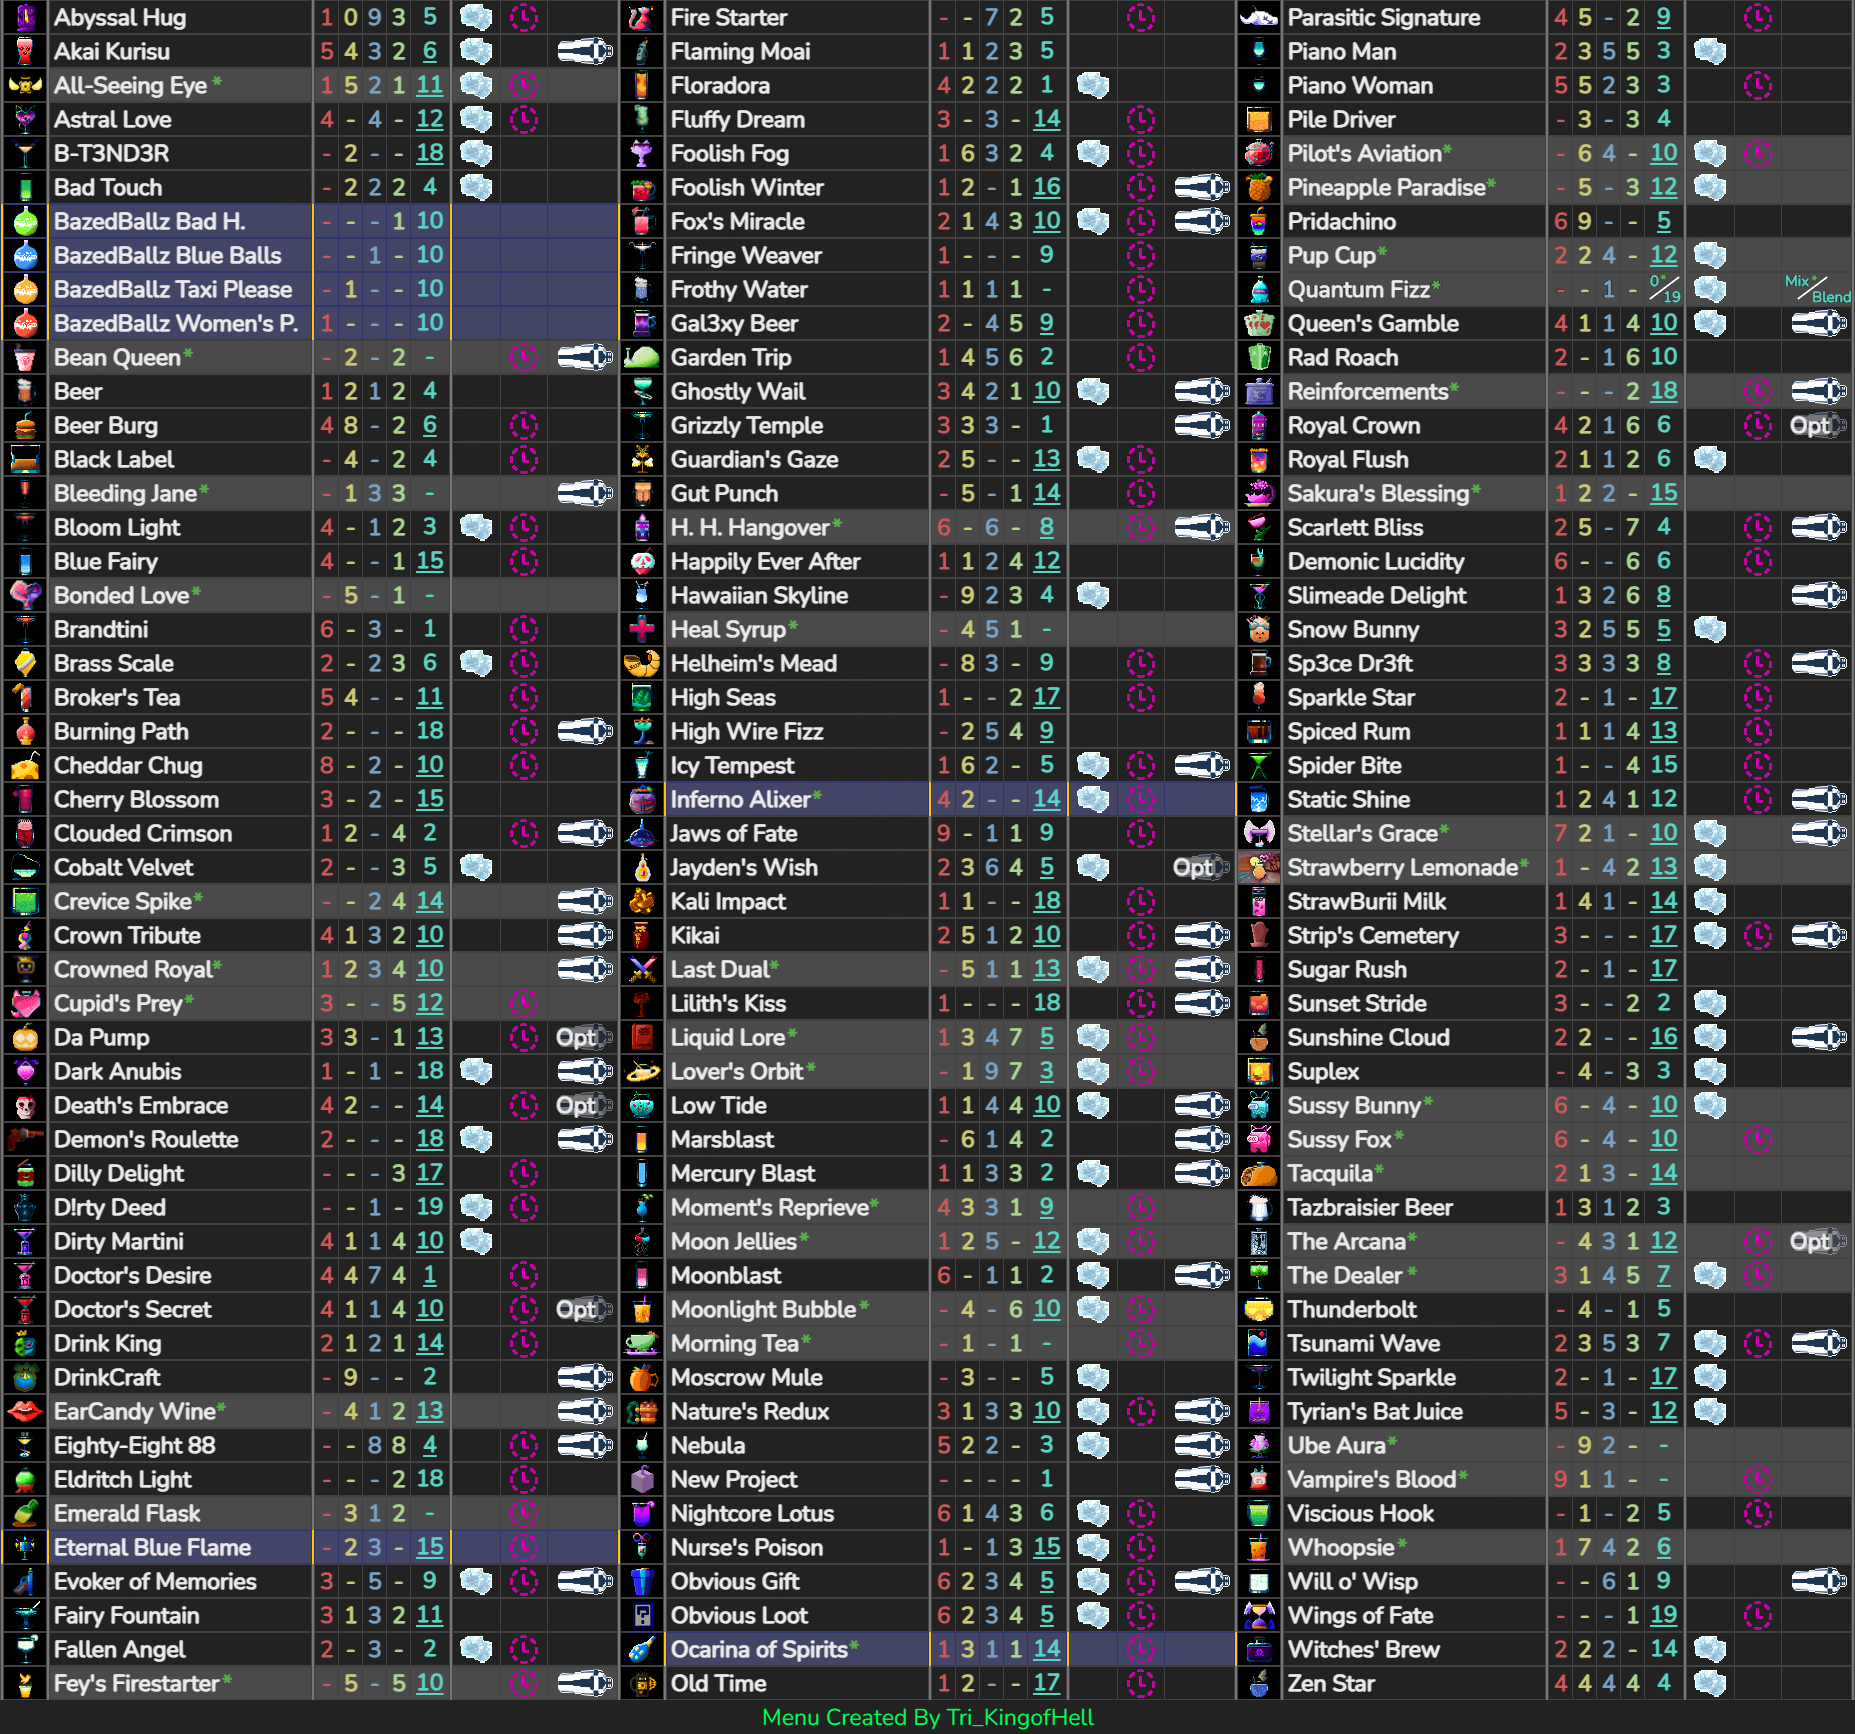 Abyssal Hug 1 0 9 3 5
Akai Kurisu 5 4 3 2 6
All-Seeing Eye * 1 5 2 1 11
Astral Love 4 - 4 - 12
B-T3ND3R - 2 - - 18
Bad Touch - 2 2 2 4
BazedBallz Bad H. - - - 1 10
BazedBallz Blue Balls - - 1 - 10
BazedBallz Taxi Please - 1 - - 10
BazedBallz Women's P. 1 - - - 10
Bean Queen* - 2 - 2 -
Beer 1 2 1 2 4
Beer Burg 4 8 - 2 6
Black Label - 4 - 2 4
Bleeding Jane* - 1 3 3 -
Bloom Light 4 - 1 2 3
Blue Fairy 4 - - 1 15
Bonded Love* - 5 - 1 -
Brandtini 6 - 3 - 1
Brass Scale 2 - 2 3 6
Broker's Tea 5 4 - - 11
Burning Path 2 - - - 18
Cheddar Chug 8 - 2 - 10
Cherry Blossom 3 - 2 - 15
Clouded Crimson 1 2 - 4 2
Cobalt Velvet 2 - - 3 5
Crevice Spike* - - 2 4 14
Crown Tribute 4 1 3 2 10
Crowned Royal* 1 2 3 4 10
Cupid's Prey* 3 - - 5 12
Da Pump 3 3 - 1 13 Opt
Dark Anubis 1 - 1 - 18
Death's Embrace 4 2 - - 14 Opt
Demon's Roulette 2 - - - 18
Dilly Delight - - - 3 17
D!rty Deed - - 1 - 19
Dirty Martini 4 1 1 4 10
Doctor's Desire 4 4 7 4 1
Doctor's Secret 4 1 1 4 10 Opt
Drink King 2 1 2 1 14
DrinkCraft - 9 - - 2
EarCandy Wine* - 4 1 2 13
Eighty-Eight 88 - - 8 8 4
Eldritch Light - - - 2 18
Emerald Flask - 3 1 2 -
Eternal Blue Flame - 2 3 - 15
Evoker of Memories 3 - 5 - 9
Fairy Fountain 3 1 3 2 11
Fallen Angel 2 - 3 - 2
Fey's Firestarter* - 5 - 5 10
Fire Starter - - 7 2 5
Flaming Moai 1 1 2 3 5
Floradora 4 2 2 2 1
Fluffy Dream 3 - 3 - 14
Foolish Fog 1 6 3 2 4
Foolish Winter 1 2 - 1 16
Fox's Miracle 2 1 4 3 10
Fringe Weaver 1 - - - 9
Frothy Water 1 1 1 1 -
Gal3xy Beer 2 - 4 5 9
Garden Trip 1 4 5 6 2
Ghostly Wail 3 4 2 1 10
Grizzly Temple 3 3 3 - 1
Guardian's Gaze 2 5 - - 13
Gut Punch - 5 - 1 14
H. H. Hangover* 6 - 6 - 8
Happily Ever After 1 1 2 4 12
Hawaiian Skyline - 9 2 3 4
Heal Syrup* - 4 5 1 -
Helheim's Mead - 8 3 - 9
High Seas 1 - - 2 17
High Wire Fizz - 2 5 4 9
Icy Tempest 1 6 2 - 5
Inferno Alixer* 4 2 - - 14
Jaws of Fate 9 - 1 1 9
Jayden's Wish 2 3 6 4 5 Opt
Kali Impact 1 1 - - 18
Kikai 2 5 1 2 10
Last Dual* - 5 1 1 13
Lilith's Kiss 1 - - - 18
Liquid Lore* 1 3 4 7 5
Lover's Orbit* - 1 9 7 3
Low Tide 1 1 4 4 10
Marsblast - 6 1 4 2
Mercury Blast 1 1 3 3 2
Moment's Reprieve* 4 3 3 1 9
Moon Jellies* 1 2 5 - 12
Moonblast 6 - 1 1 2
Moonlight Bubble* - 4 - 6 10
Morning Tea* - 1 - 1 -
Moscrow Mule - 3 - - 5
Nature's Redux 3 1 3 3 10
Nebula 5 2 2 - 3
New Project - - - - 1
Nightcore Lotus 6 1 4 3 6
Nurse's Poison 1 - 1 3 15
Obvious Gift 6 2 3 4 5
Obvious Loot 6 2 3 4 5
Ocarina of Spirits* 1 3 1 1 14
Old Time 1 2 - - 17
Parasitic Signature 4 5 - 2 9
Piano Man 2 3 5 5 3
Piano Woman 5 5 2 3 3
Pile Driver - 3 - 3 4
Pilot's Aviation* - 6 4 - 10
Pineapple Paradise* - 5 - 3 12
Pridachino 6 9 - - 5
Pup Cup* 2 2 4 - 12
Quantum Fizz* - - 1 - 0*/19 Mix*/Blend
Queen's Gamble 4 1 1 4 10
Rad Roach 2 - 1 6 10
Reinforcements* - - - 2 18
Royal Crown 4 2 1 6 6 Opt
Royal Flush 2 1 1 2 6
Sakura's Blessing* 1 2 2 - 15
Scarlett Bliss 2 5 - 7 4
Demonic Lucidity 6 - - 6 6
Slimeade Delight 1 3 2 6 8
Snow Bunny 3 2 5 5 5
Sp3ce Dr3ft 3 3 3 3 8
Sparkle Star 2 - 1 - 17
Spiced Rum 1 1 1 4 13
Spider Bite 1 - - 4 15
Static Shine 1 2 4 1 12
Stellar's Grace* 7 2 1 - 10
Strawberry Lemonade* 1 - 4 2 13
StrawBurii Milk 1 4 1 - 14
Strip's Cemetery 3 - - - 17
Sugar Rush 2 - 1 - 17
Sunset Stride 3 - - 2 2
Sunshine Cloud 2 2 - - 16
Suplex - 4 - 3 3
Sussy Bunny* 6 - 4 - 10
Sussy Fox* 6 - 4 - 10
Tacquila* 2 1 3 - 14
Tazbraisier Beer 1 3 1 2 3
The Arcana* - 4 3 1 12 Opt
The Dealer* 3 1 4 5 7
Thunderbolt - 4 - 1 5
Tsunami Wave 2 3 5 3 7
Twilight Sparkle 2 - 1 - 17
Tyrian's Bat Juice 5 - 3 - 12
Ube Aura* - 9 2 - -
Vampire's Blood* 9 1 1 - -
Viscious Hook - 1 - 2 5
Whoopsie* 1 7 4 2 6
Will o' Wisp - - 6 1 9
Wings of Fate - - - 1 19
Witches' Brew 2 2 2 - 14
Zen Star 4 4 4 4 4
Menu Created By Tri_KingofHell